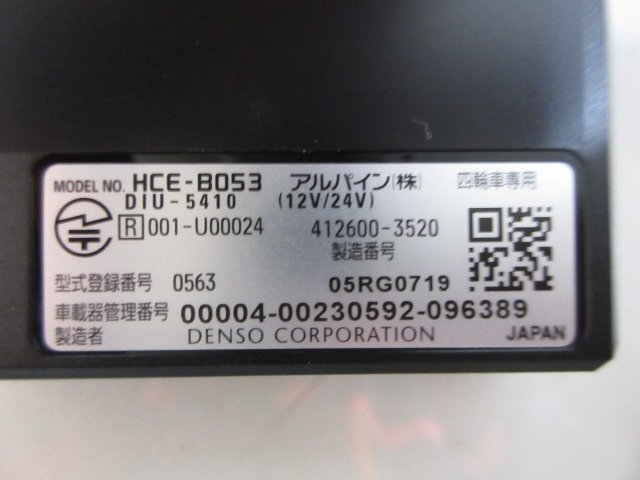 MODEL NO. HCE-B053 アルパイン(株) 四輪車専用
DIU-5410 (12V/24V)
R 001-U00024 412600-3520
製造番号
型式登録番号 0563 05RG0719
車載器管理番号 00004-00230592-096389
製造者 DENSO CORPORATION JAPAN